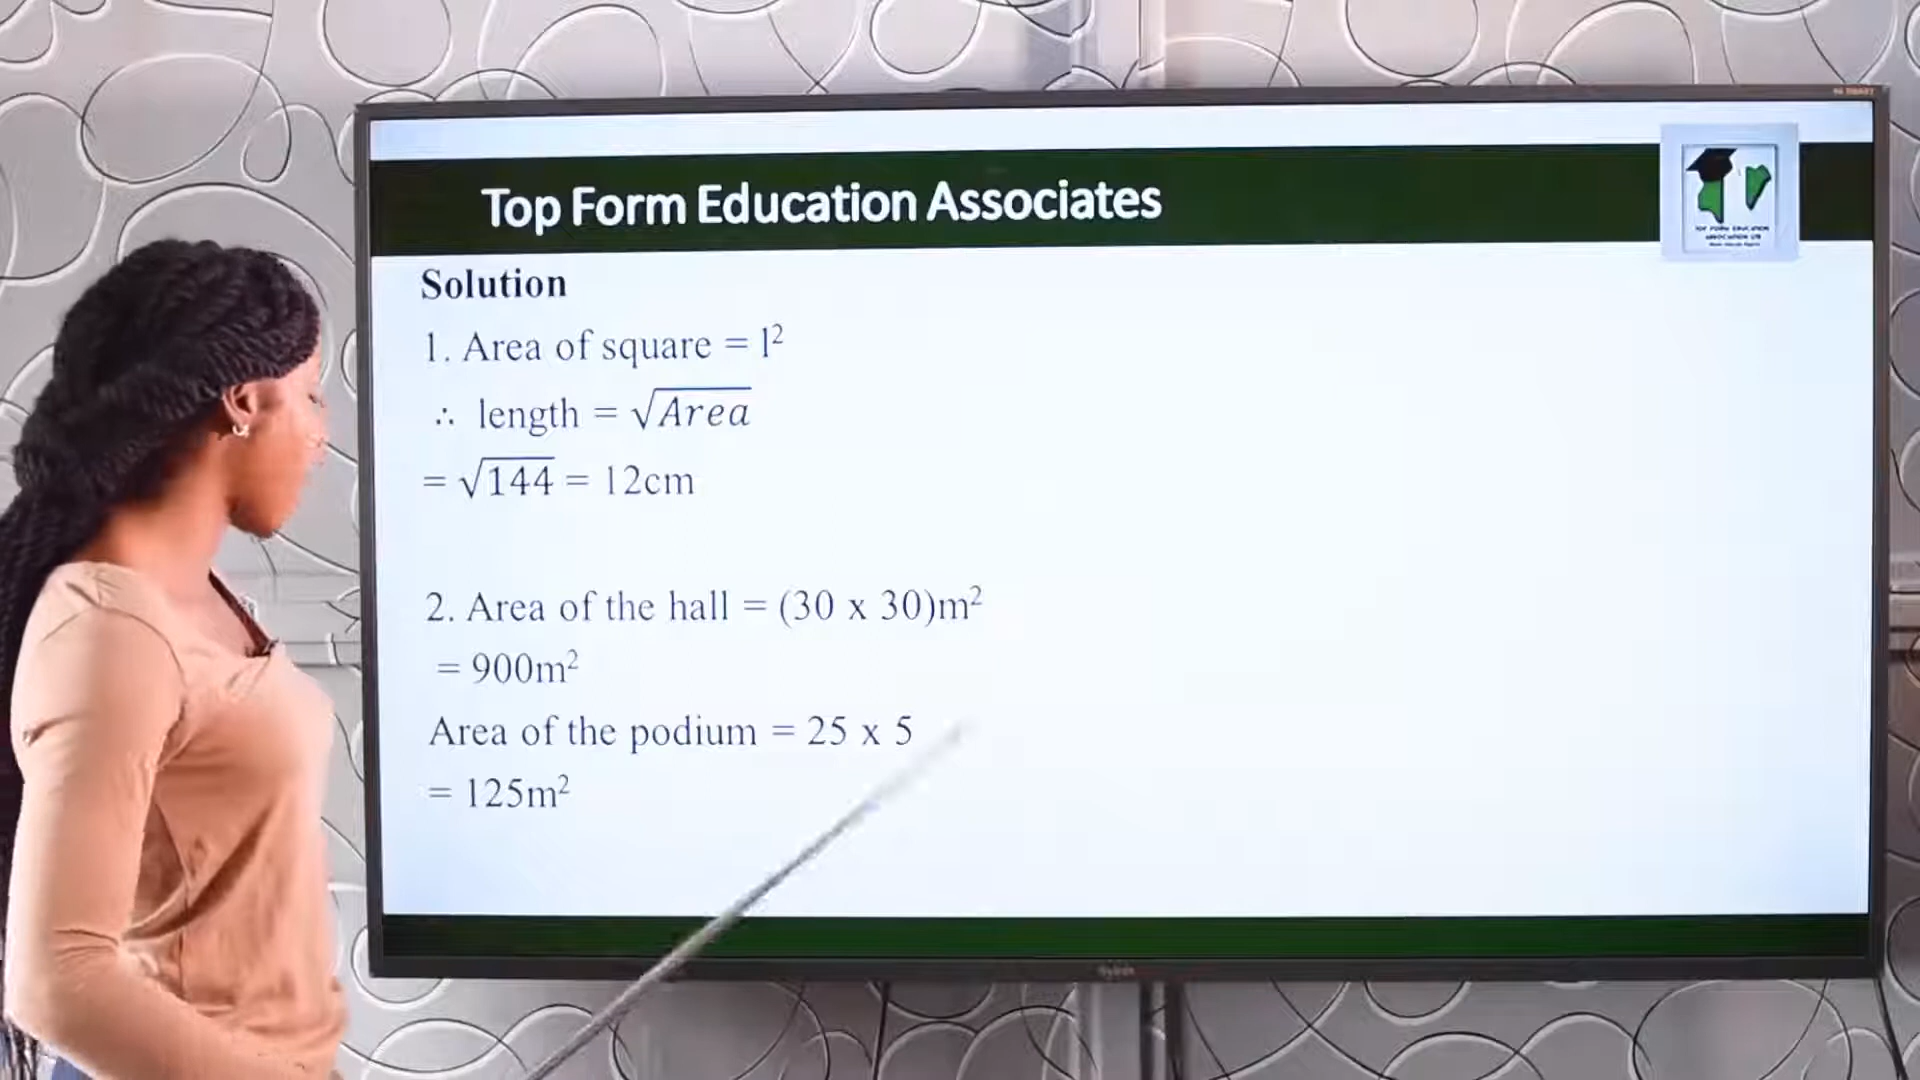 Top Form Education Associates
Solution
1. Area of square = l²
∴ length = √Area
= √144 = 12cm
2. Area of the hall = (30 x 30)m²
= 900m²
Area of the podium = 25 x 5
= 125m²